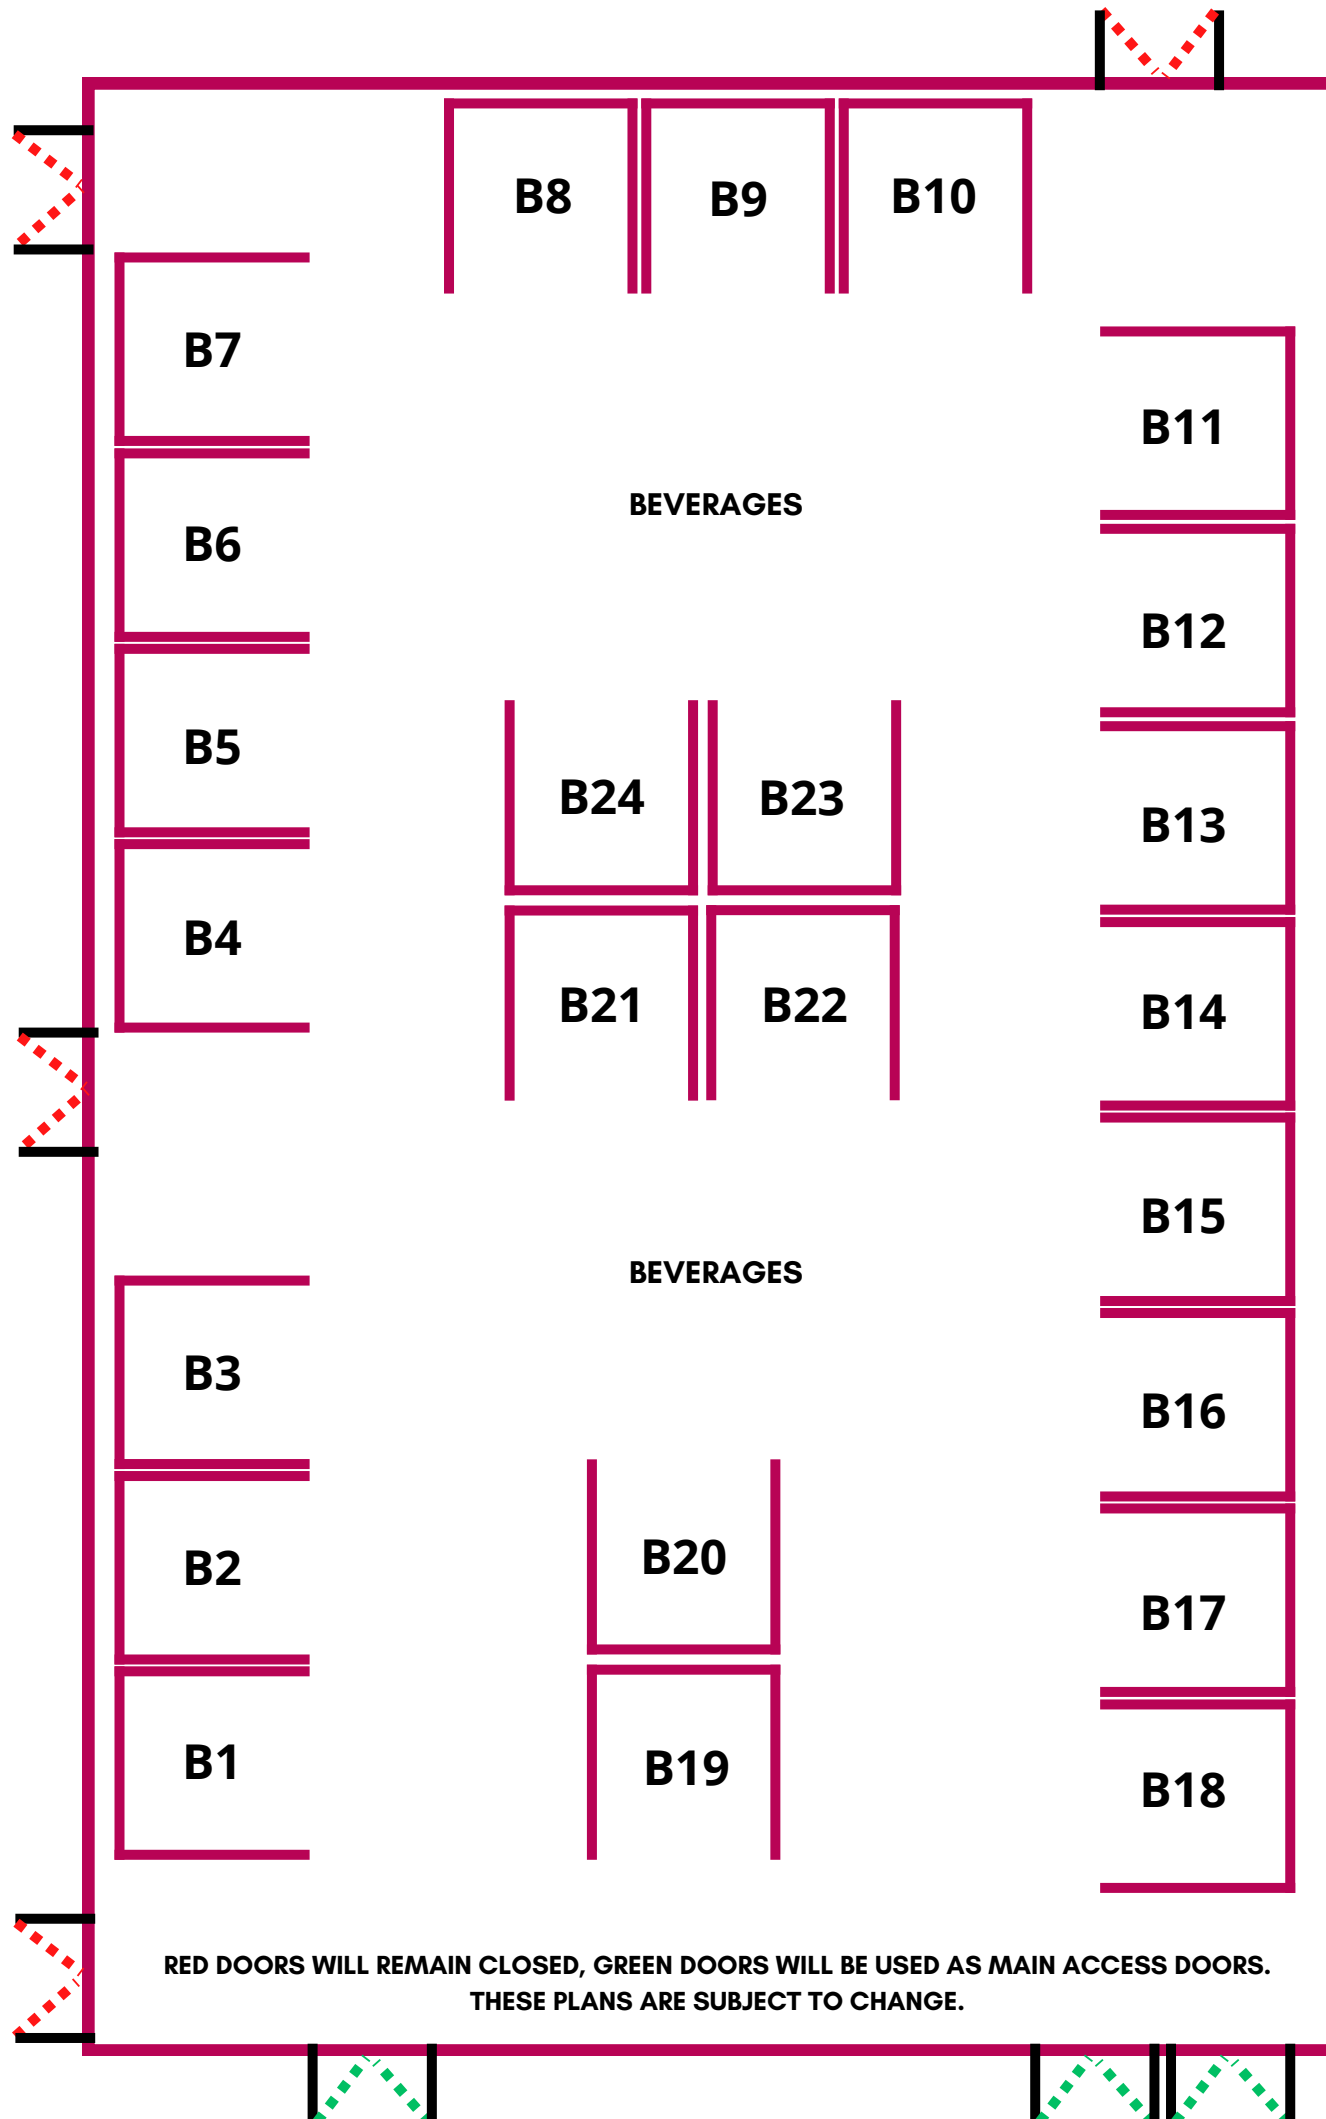 B8
B9
B10
B7
B11
BEVERAGES
B6
B12
B5
B24
B23
B13
B4
B21
B22
B14
B15
BEVERAGES
B3
B16
B20
B2
B17
B1
B19
B18
RED DOORS WILL REMAIN CLOSED, GREEN DOORS WILL BE USED AS MAIN ACCESS DOORS.
THESE PLANS ARE SUBJECT TO CHANGE.